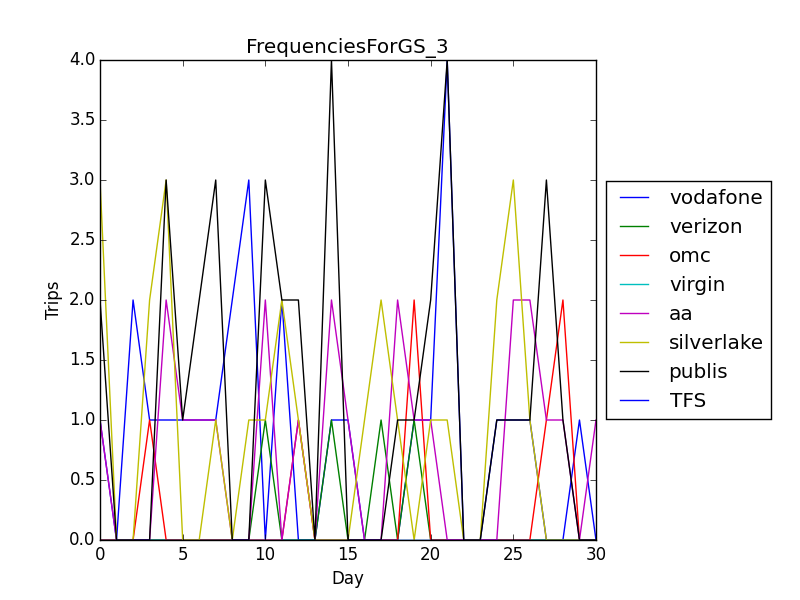 FrequenciesForGS_3
4.0
3.5
3.0
2.5
2.0
1.5
1.0
0.5
0.0
Trips
0 5 10 15 20 25 30
Day
vodafone
verizon
omc
virgin
aa
silverlake
publis
TFS